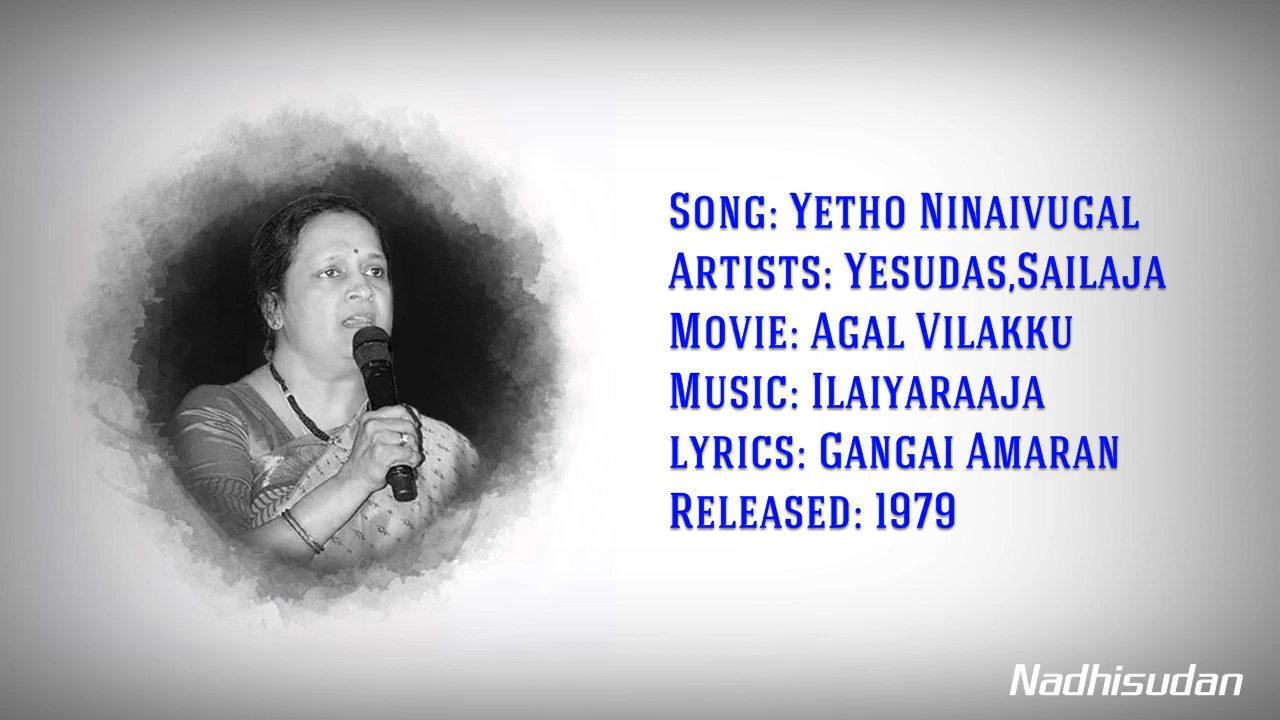 Song: Yetho Ninaivugal
Artists: Yesudas,Sailaja
Movie: Agal Vilakku
Music: Ilaiyaraaja
lyrics: Gangai Amaran
Released: 1979
Nadhisudan